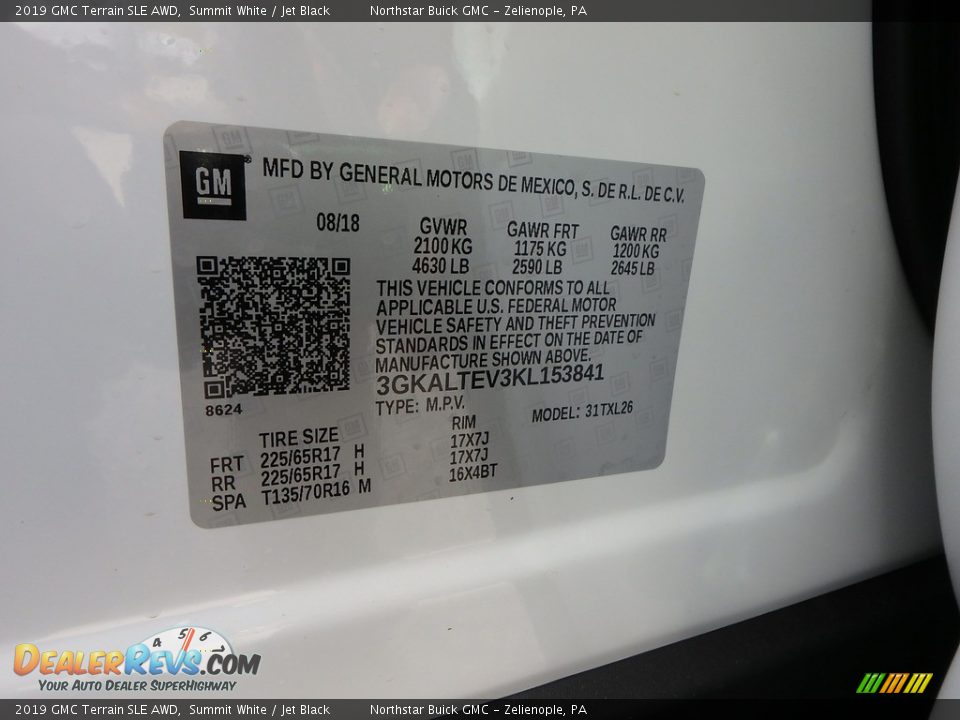 2019 GMC Terrain SLE AWD, Summit White / Jet Black Northstar Buick GMC - Zelienople, PA
GM ® MFD BY GENERAL MOTORS DE MEXICO, S. DE R.L. DE C.V.
08/18 GVWR GAWR FRT GAWR RR
2100 KG 1175 KG 1200 KG
4630 LB 2590 LB 2645 LB
THIS VEHICLE CONFORMS TO ALL
APPLICABLE U.S. FEDERAL MOTOR
VEHICLE SAFETY AND THEFT PREVENTION
STANDARDS IN EFFECT ON THE DATE OF
MANUFACTURE SHOWN ABOVE.
3GKALTEV3KL153841
8624 TYPE: M.P.V. MODEL: 31TXL26
TIRE SIZE RIM
FRT 225/65R17 H 17X7J
RR 225/65R17 H 17X7J
SPA T135/70R16 M 16X4BT
4 5 6 7
DEALERREVS.COM
YOUR AUTO DEALER SUPERHIGHWAY
2019 GMC Terrain SLE AWD, Summit White / Jet Black Northstar Buick GMC - Zelienople, PA